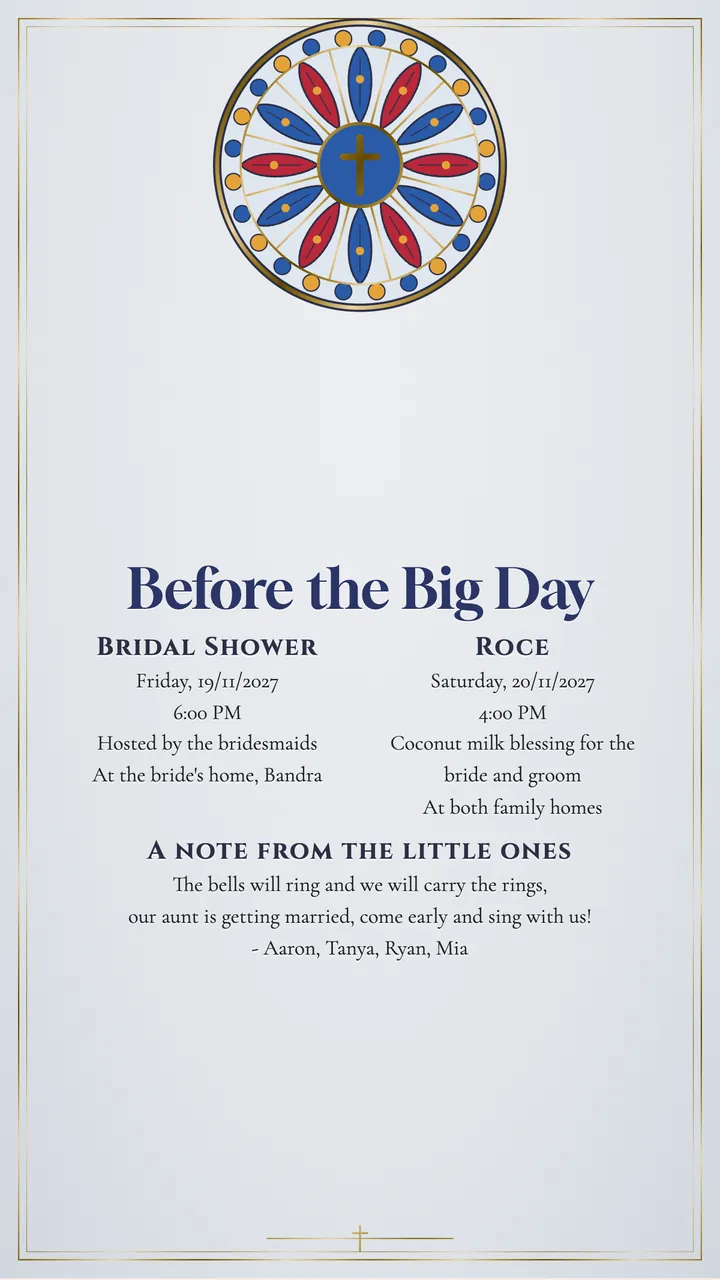 Before the Big Day
Bridal Shower
Friday, 19/11/2027
6:00 PM
Hosted by the bridesmaids
At the bride's home, Bandra
Roce
Saturday, 20/11/2027
4:00 PM
Coconut milk blessing for the
bride and groom
At both family homes
A note from the little ones
The bells will ring and we will carry the rings,
our aunt is getting married, come early and sing with us!
- Aaron, Tanya, Ryan, Mia